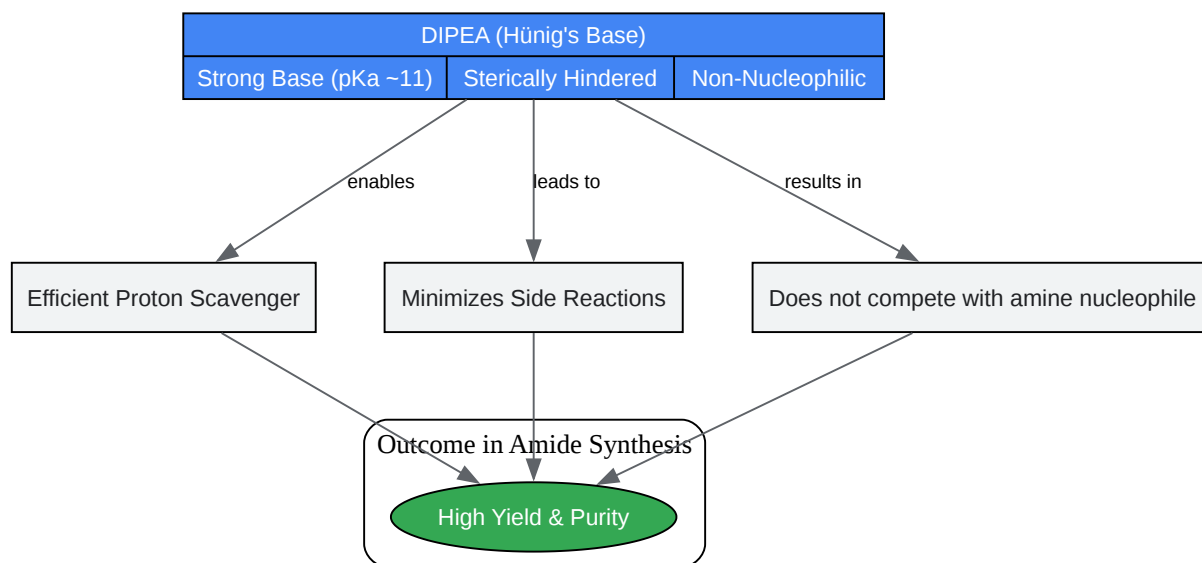 DIPEA (Hünig's Base)
Strong Base (pKa ~11)
Sterically Hindered
Non-Nucleophilic
enables
leads to
results in
Efficient Proton Scavenger
Minimizes Side Reactions
Does not compete with amine nucleophile
Outcome in Amide Synthesis
High Yield & Purity